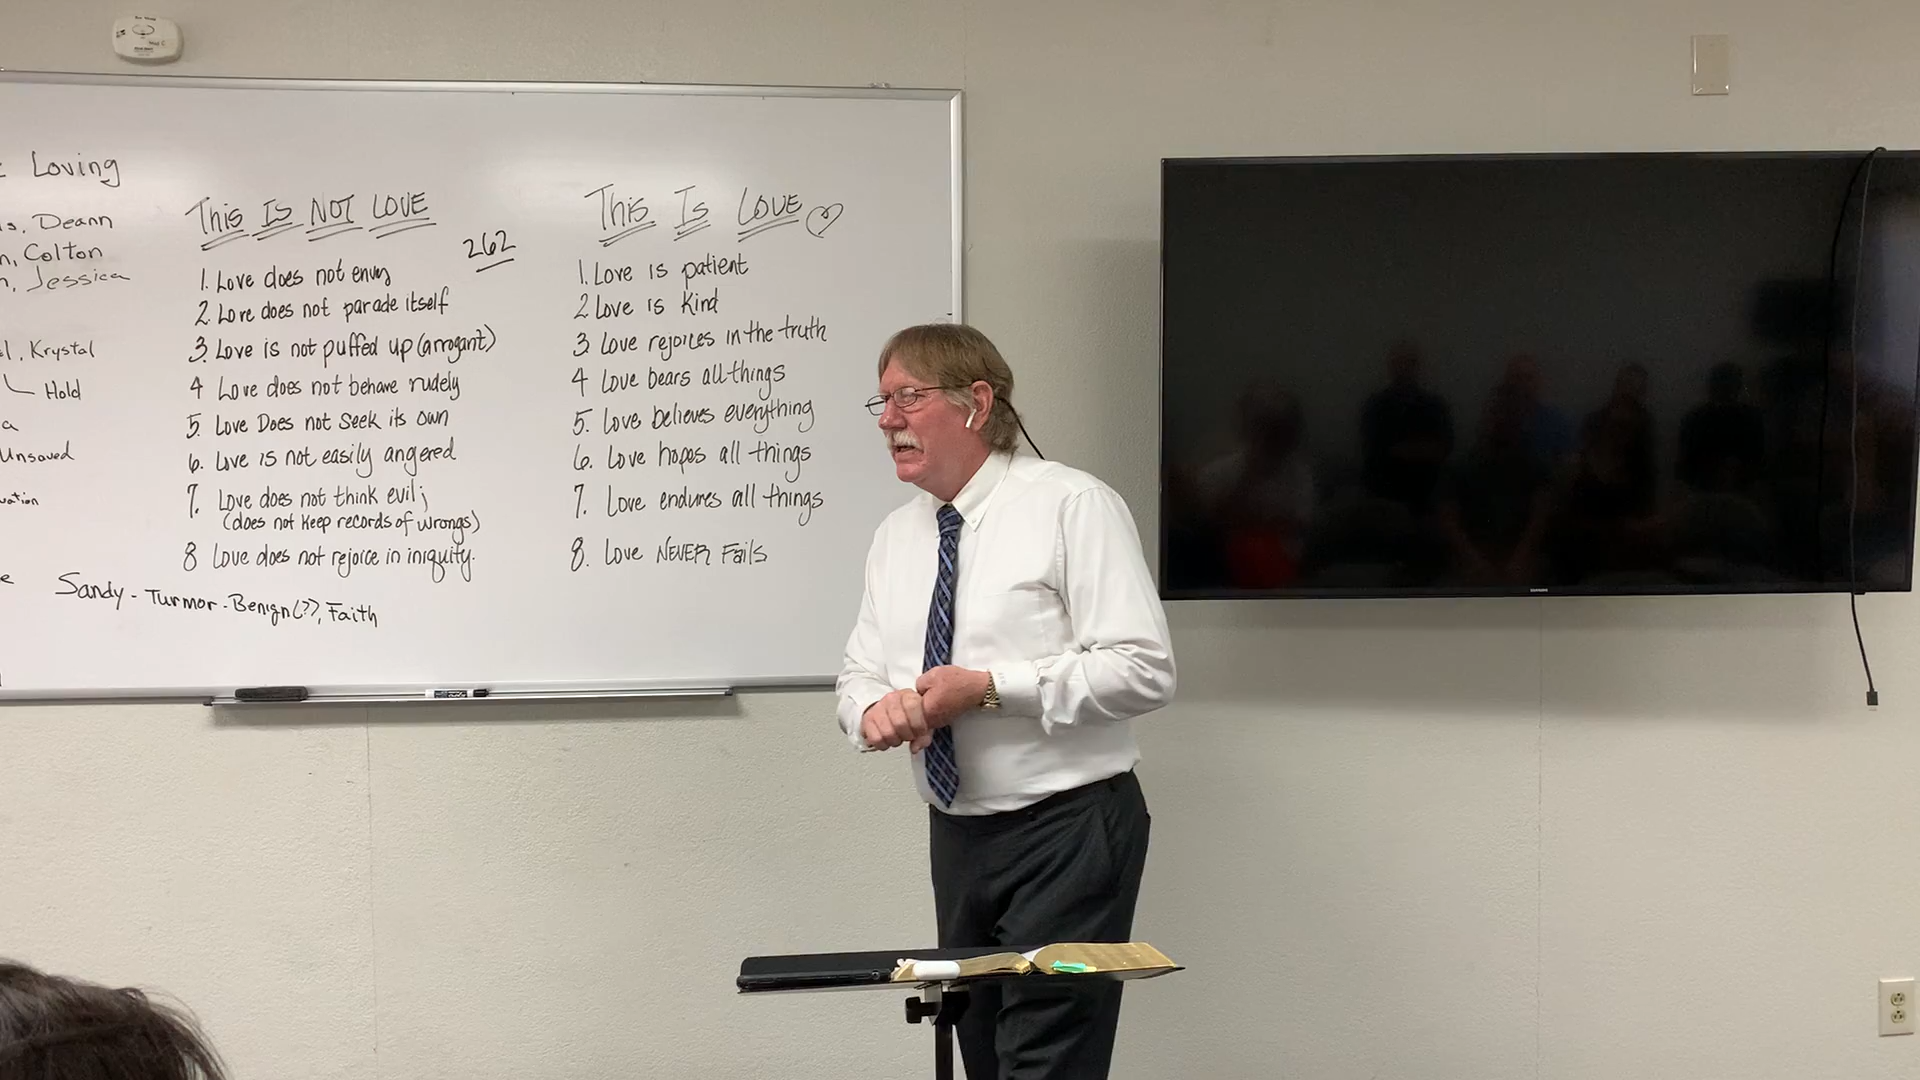 Loving
Deann
Colton
Jessica
Krystal
Hold
a
Unsaved
THIS IS NOT LOVE
262
1. Love does not envy
2. Love does not parade itself
3. Love is not puffed up (arrogant)
4 Love does not behave rudely
5. Love Does not seek its own
6. Love is not easily angered
7. Love does not think evil;
(does not keep records of wrongs)
8 Love does not rejoice in iniquity.
Sandy - Turmor - Benign(??), Faith
This Is LOVE
1. Love is patient
2 Love is Kind
3 Love rejoices in the truth
4 Love bears all things
5. Love believes everything
6. Love hopes all things
7. Love endures all things
8. Love NEVER Fails
SAMSUNG